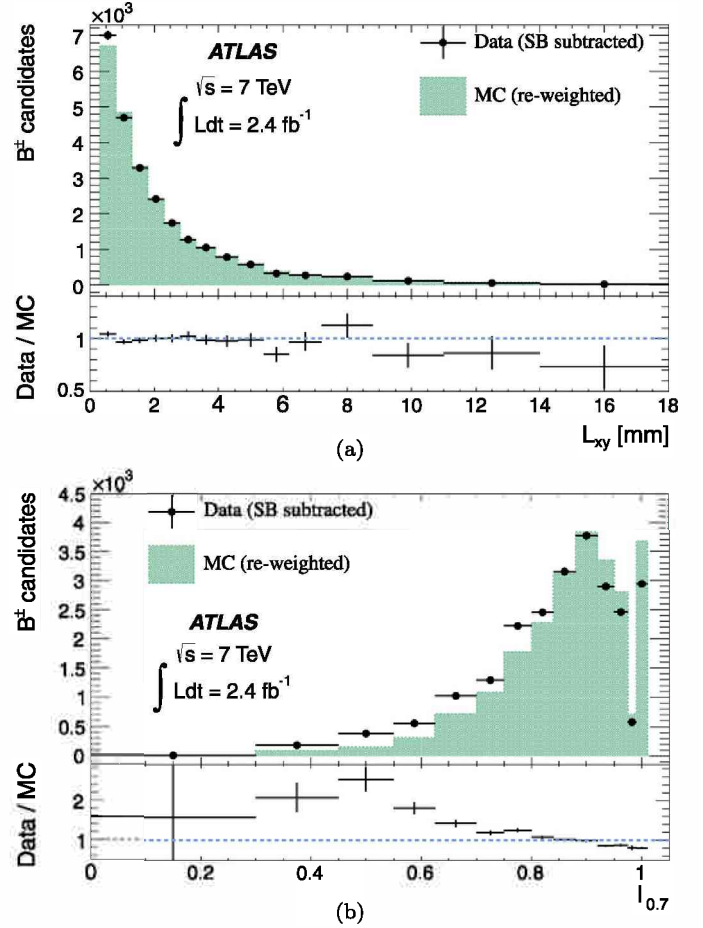 ×10³
7
6
5
4
3
2
1
0
B± candidates
ATLAS
√s = 7 TeV
∫ Ldt = 2.4 fb⁻¹
Data (SB subtracted)
MC (re-weighted)
Data / MC
1
0.5
0 2 4 6 8 10 12 14 16 18
Lxy [mm]
(a)
×10³
4.5
4
3.5
3
2.5
2
1.5
1
0.5
0
B± candidates
Data (SB subtracted)
MC (re-weighted)
ATLAS
√s = 7 TeV
∫ Ldt = 2.4 fb⁻¹
Data / MC
2
1
0 0.2 0.4 0.6 0.8 1
I0.7
(b)